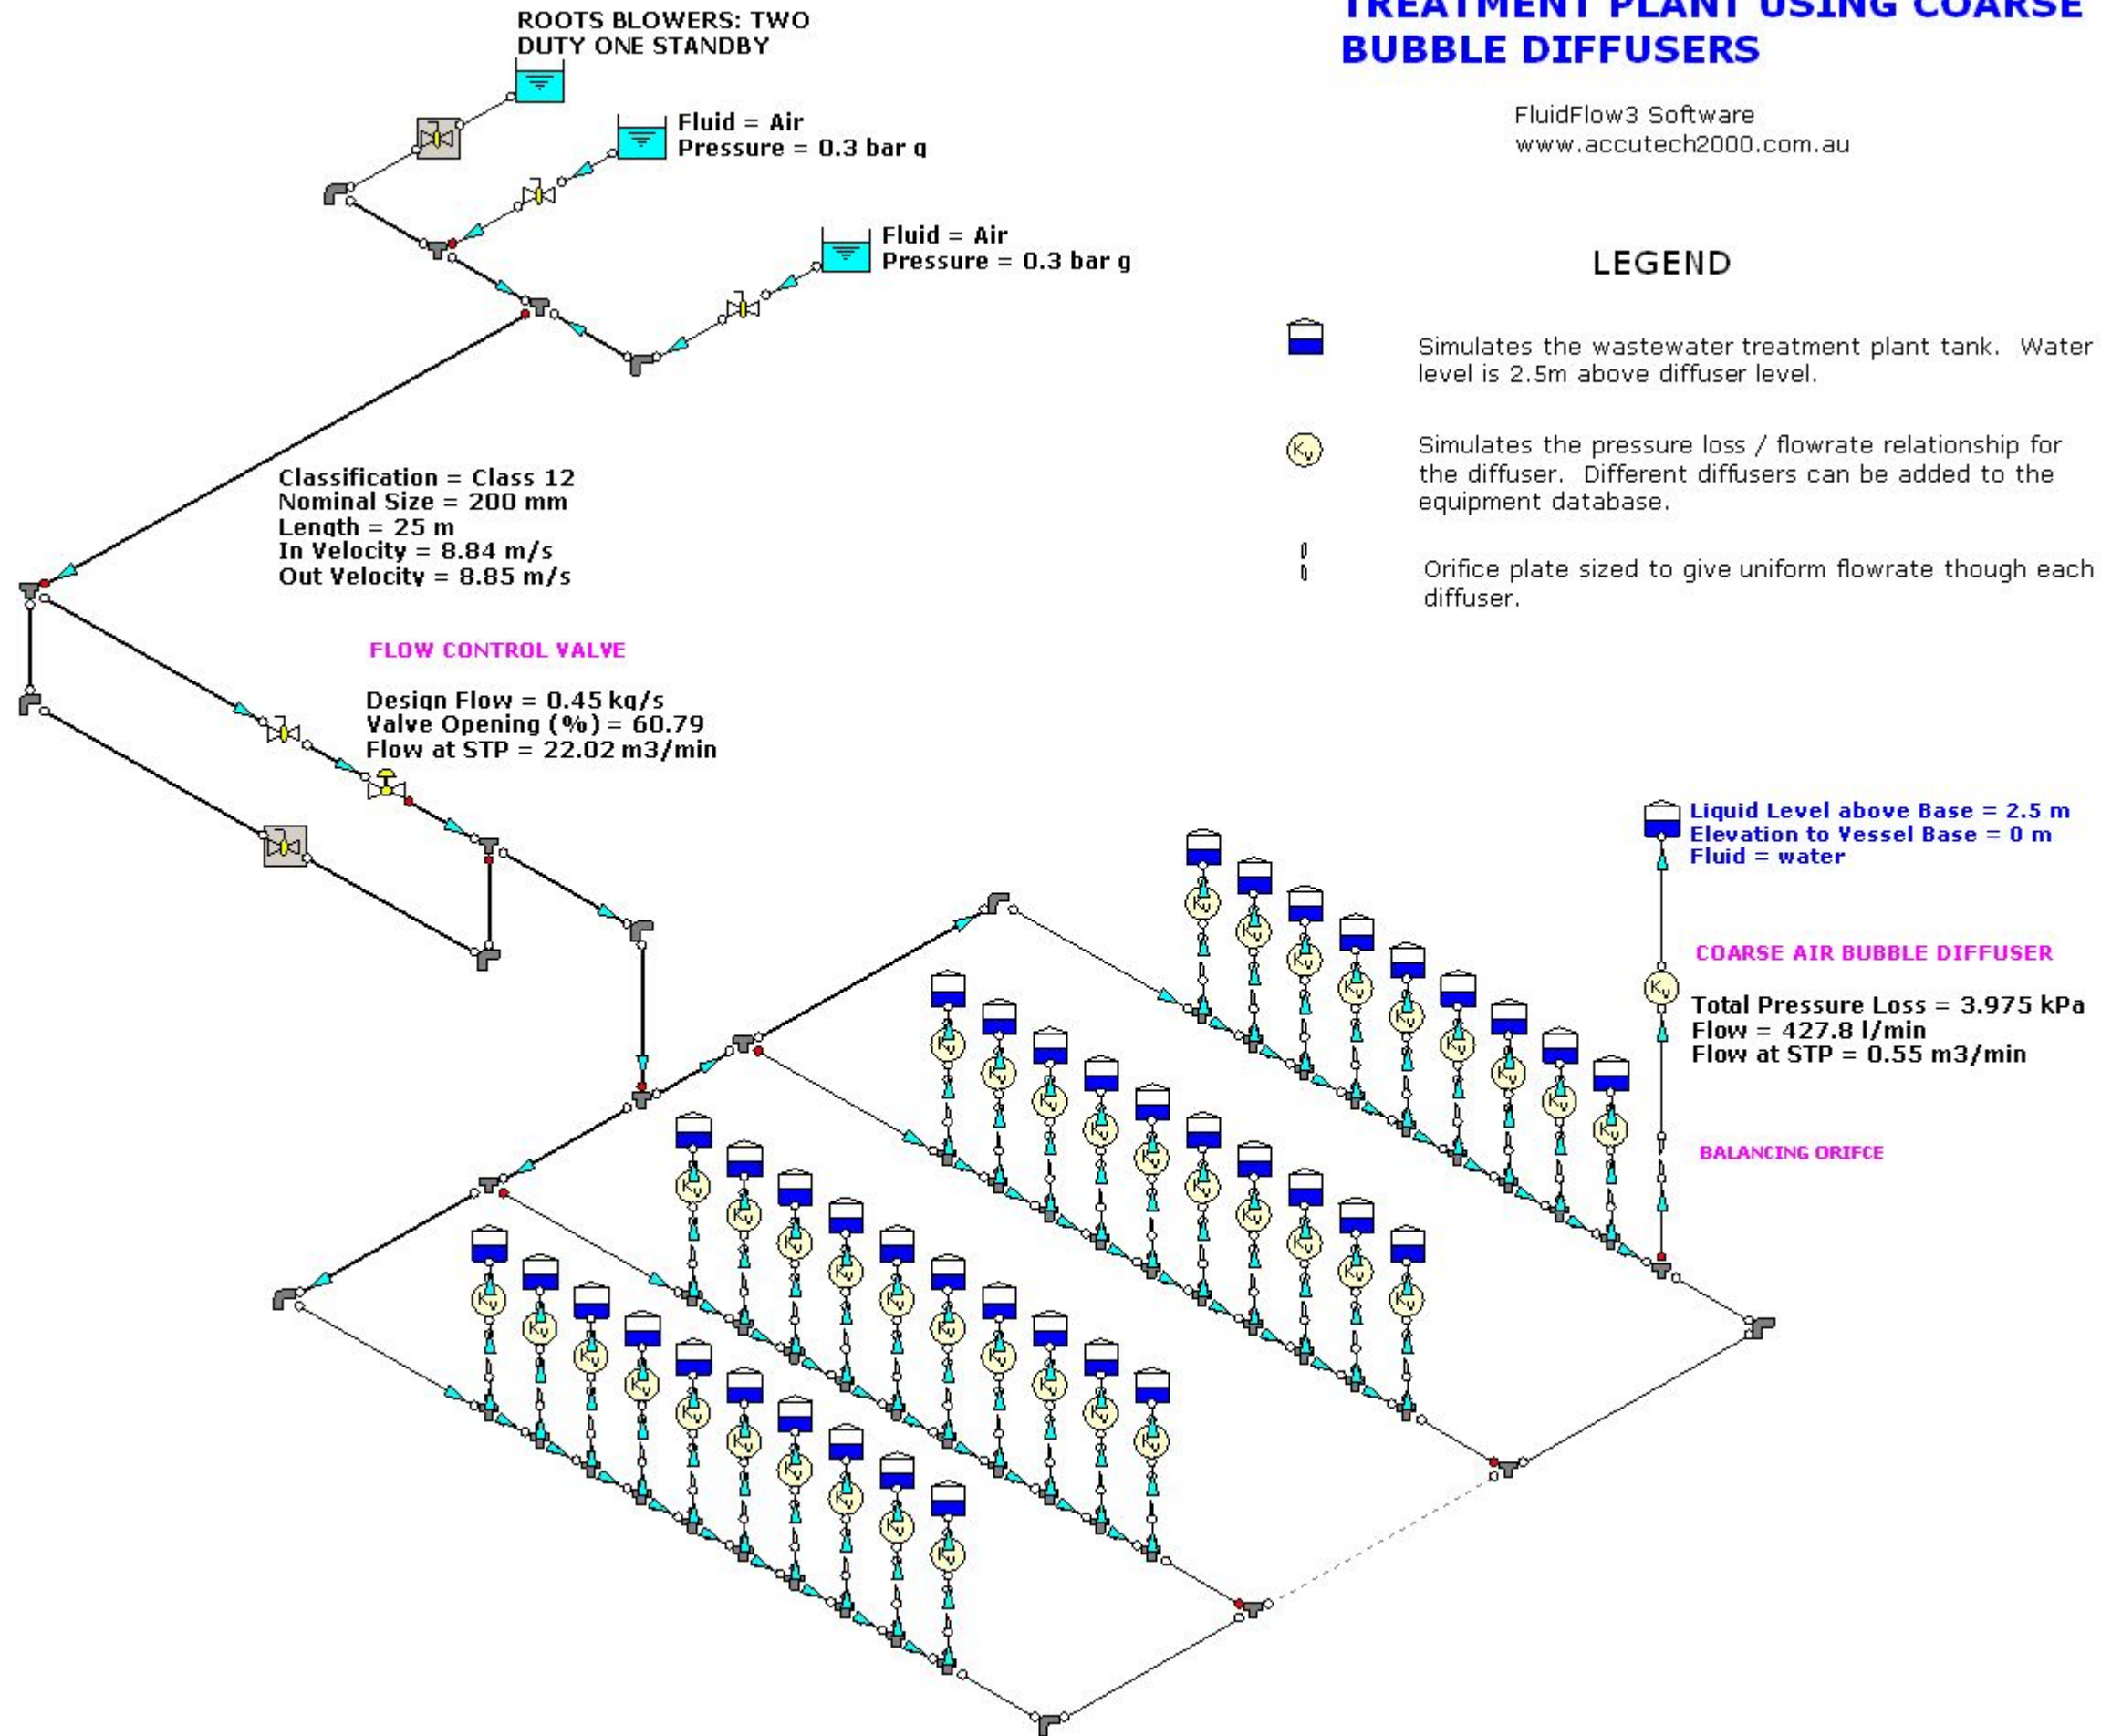 ROOTS BLOWERS: TWO
DUTY ONE STANDBY
TREATMENT PLANT USING COARSE
BUBBLE DIFFUSERS
FluidFlow3 Software
www.accutech2000.com.au
Fluid = Air
Pressure = 0.3 bar g
Fluid = Air
Pressure = 0.3 bar g
LEGEND
Simulates the wastewater treatment plant tank. Water
level is 2.5m above diffuser level.
Kv
Simulates the pressure loss / flowrate relationship for
the diffuser. Different diffusers can be added to the
equipment database.
Orifice plate sized to give uniform flowrate though each
diffuser.
Classification = Class 12
Nominal Size = 200 mm
Length = 25 m
In Velocity = 8.84 m/s
Out Velocity = 8.85 m/s
FLOW CONTROL VALVE
Design Flow = 0.45 kg/s
Valve Opening (%) = 60.79
Flow at STP = 22.02 m3/min
Liquid Level above Base = 2.5 m
Elevation to Vessel Base = 0 m
Fluid = water
COARSE AIR BUBBLE DIFFUSER
Kv
Total Pressure Loss = 3.975 kPa
Flow = 427.8 l/min
Flow at STP = 0.55 m3/min
BALANCING ORIFCE